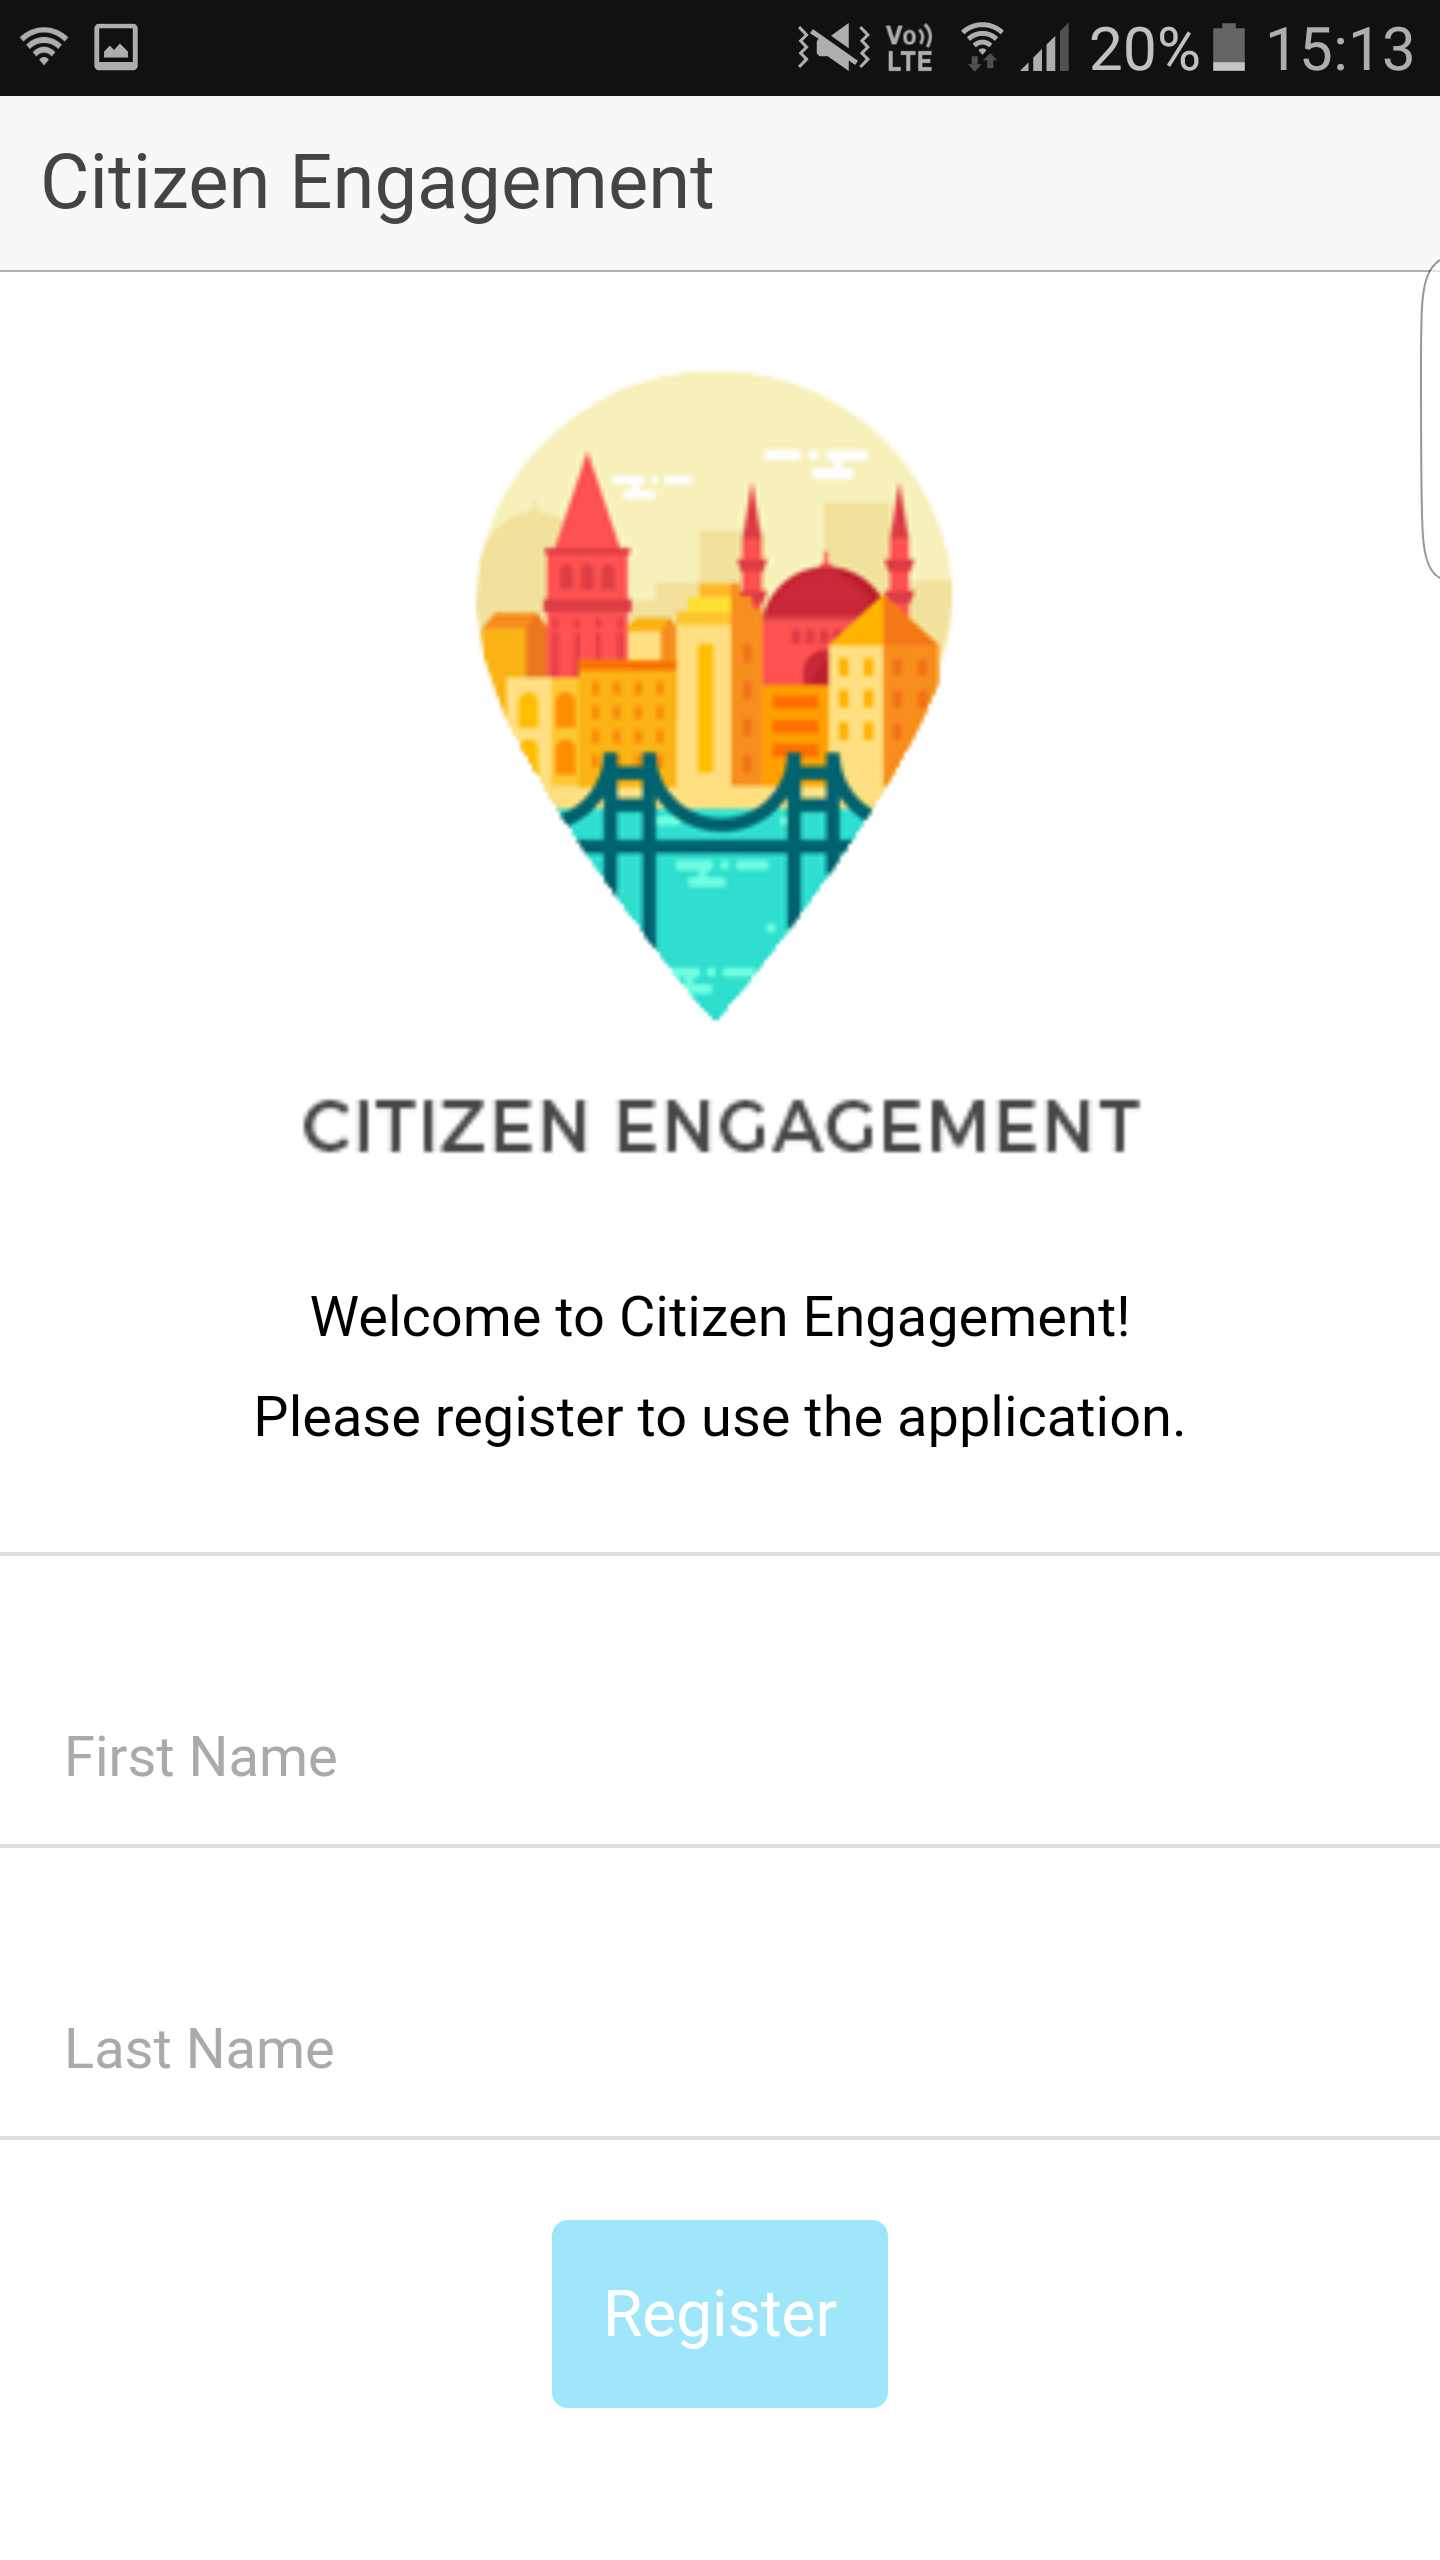 Vo)) LTE 20% 15:13
Citizen Engagement
CITIZEN ENGAGEMENT
Welcome to Citizen Engagement!
Please register to use the application.
First Name
Last Name
Register